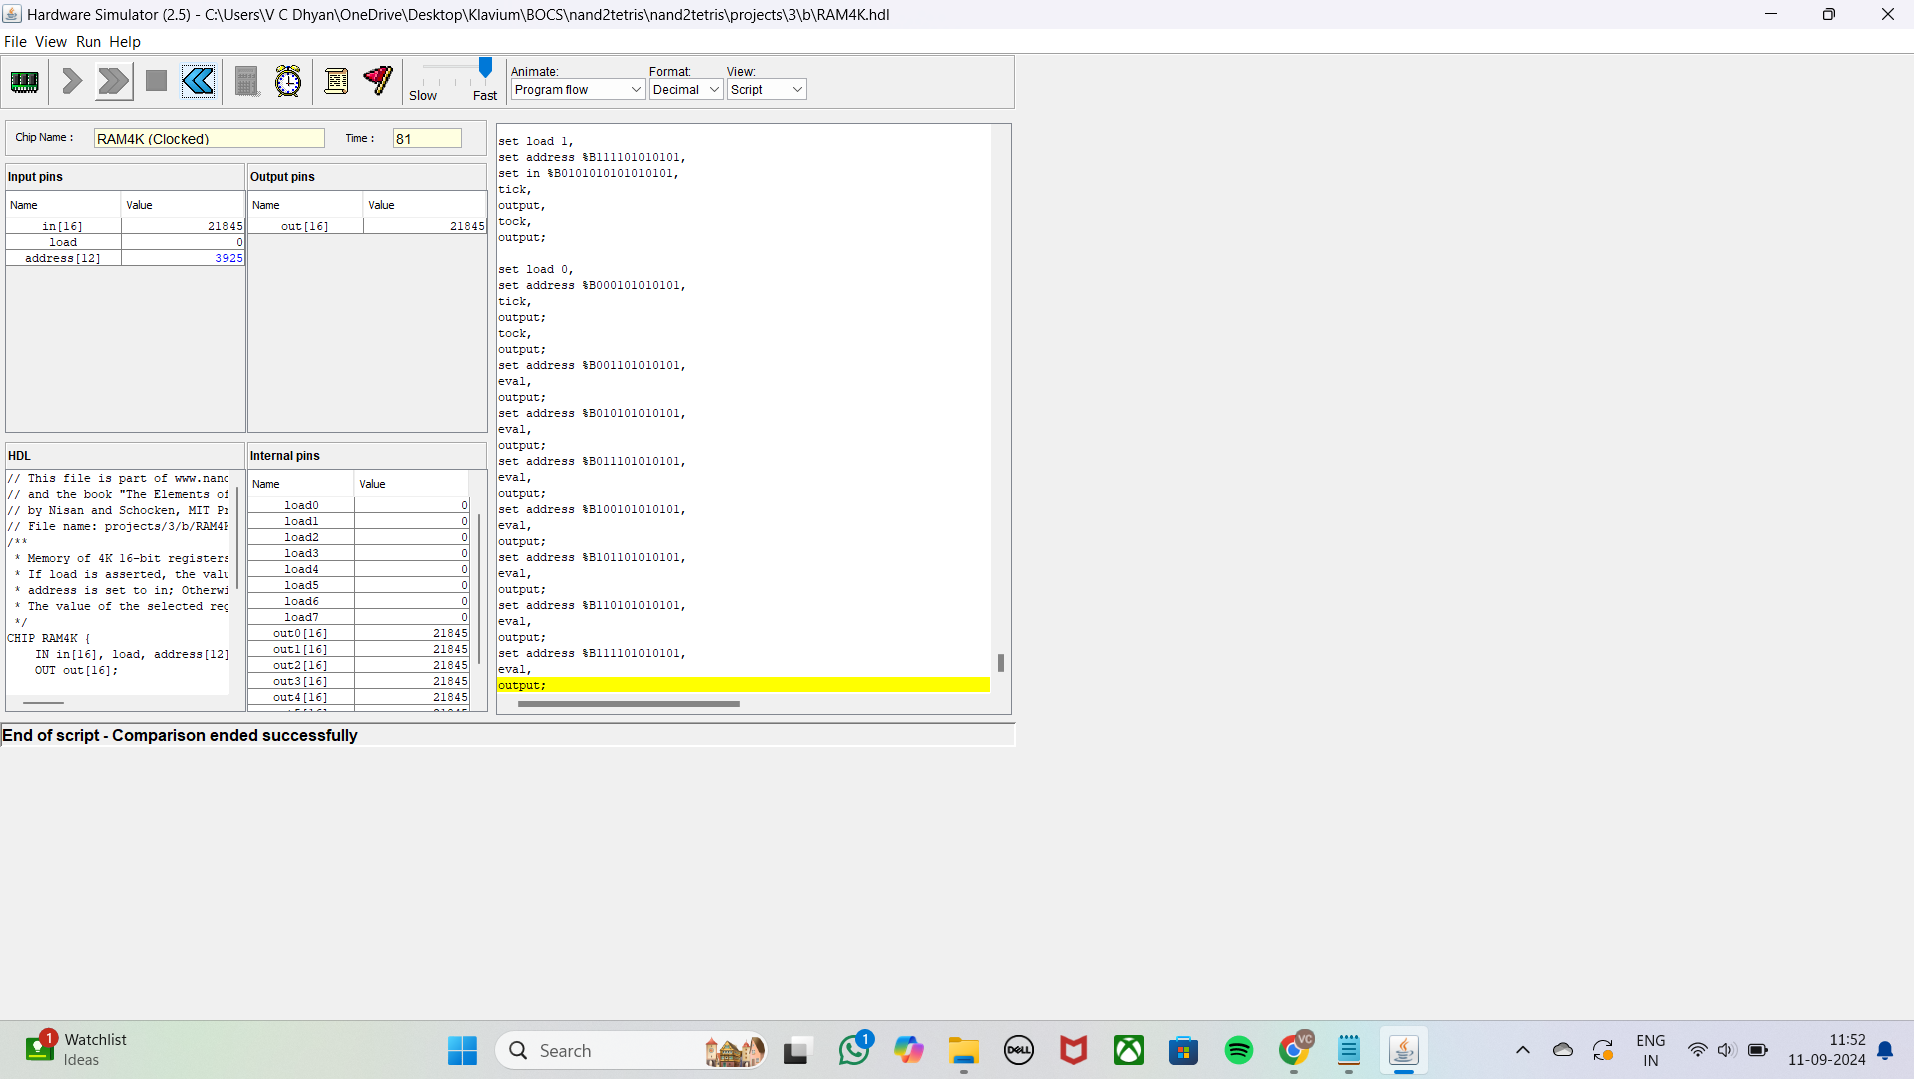 Hardware Simulator (2.5) - C:\Users\V C Dhyan\OneDrive\Desktop\Klavium\BOCS\nand2tetris\nand2tetris\projects\3\b\RAM4K.hdl
File View Run Help
Slow Fast
Animate: Format: View:
Program flow Decimal Script
Chip Name : RAM4K (Clocked) Time : 81
Input pins
Name Value
in[16] 21845
load 0
address[12] 3925
Output pins
Name Value
out[16] 21845
HDL
// This file is part of www.nand
// and the book "The Elements of
// by Nisan and Schocken, MIT Pr
// File name: projects/3/b/RAM4K
/**
* Memory of 4K 16-bit registers
* If load is asserted, the valu
* address is set to in; Otherwi
* The value of the selected reg
*/
CHIP RAM4K {
IN in[16], load, address[12]
OUT out[16];
Internal pins
Name Value
load0 0
load1 0
load2 0
load3 0
load4 0
load5 0
load6 0
load7 0
out0[16] 21845
out1[16] 21845
out2[16] 21845
out3[16] 21845
out4[16] 21845
set load 1,
set address %B111101010101,
set in %B0101010101010101,
tick,
output,
tock,
output;
set load 0,
set address %B000101010101,
tick,
output;
tock,
output;
set address %B001101010101,
eval,
output;
set address %B010101010101,
eval,
output;
set address %B011101010101,
eval,
output;
set address %B100101010101,
eval,
output;
set address %B101101010101,
eval,
output;
set address %B110101010101,
eval,
output;
set address %B111101010101,
eval,
output;
End of script - Comparison ended successfully
1
Watchlist
Ideas
Search
1
DELL
VC
ENG
IN
11:52
11-09-2024